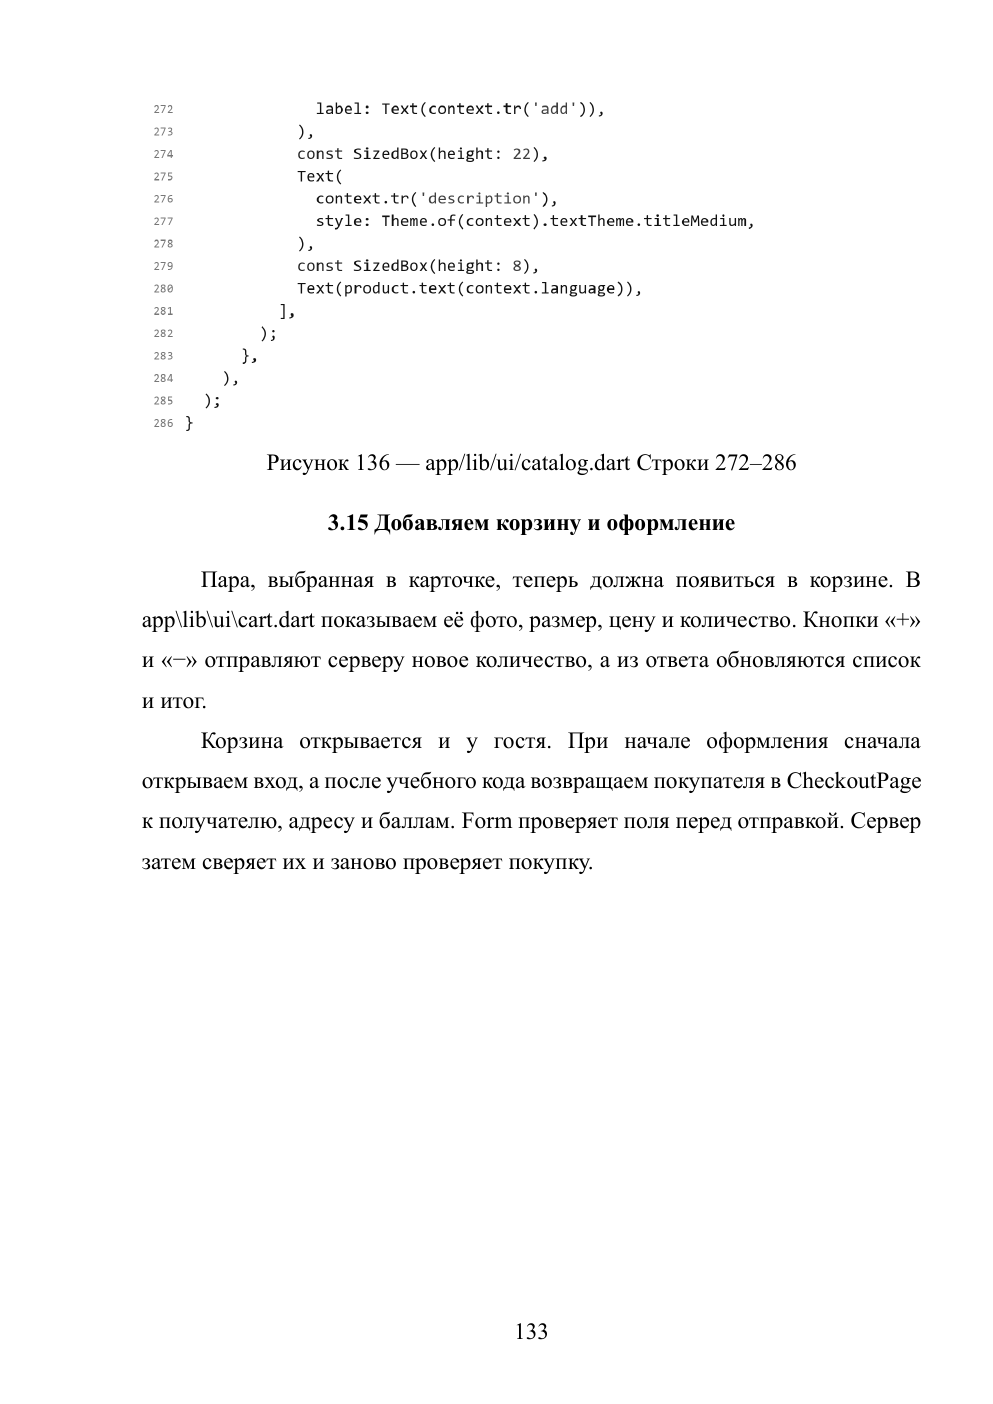 272 label: Text(context.tr('add')),
273 ),
274 const SizedBox(height: 22),
275 Text(
276 context.tr('description'),
277 style: Theme.of(context).textTheme.titleMedium,
278 ),
279 const SizedBox(height: 8),
280 Text(product.text(context.language)),
281 ],
282 );
283 },
284 ),
285 );
286 }
Рисунок 136 — app/lib/ui/catalog.dart Строки 272–286
3.15 Добавляем корзину и оформление
Пара, выбранная в карточке, теперь должна появиться в корзине. В
app\lib\ui\cart.dart показываем её фото, размер, цену и количество. Кнопки «+»
и «−» отправляют серверу новое количество, а из ответа обновляются список
и итог.
Корзина открывается и у гостя. При начале оформления сначала
открываем вход, а после учебного кода возвращаем покупателя в CheckoutPage
к получателю, адресу и баллам. Form проверяет поля перед отправкой. Сервер
затем сверяет их и заново проверяет покупку.
133